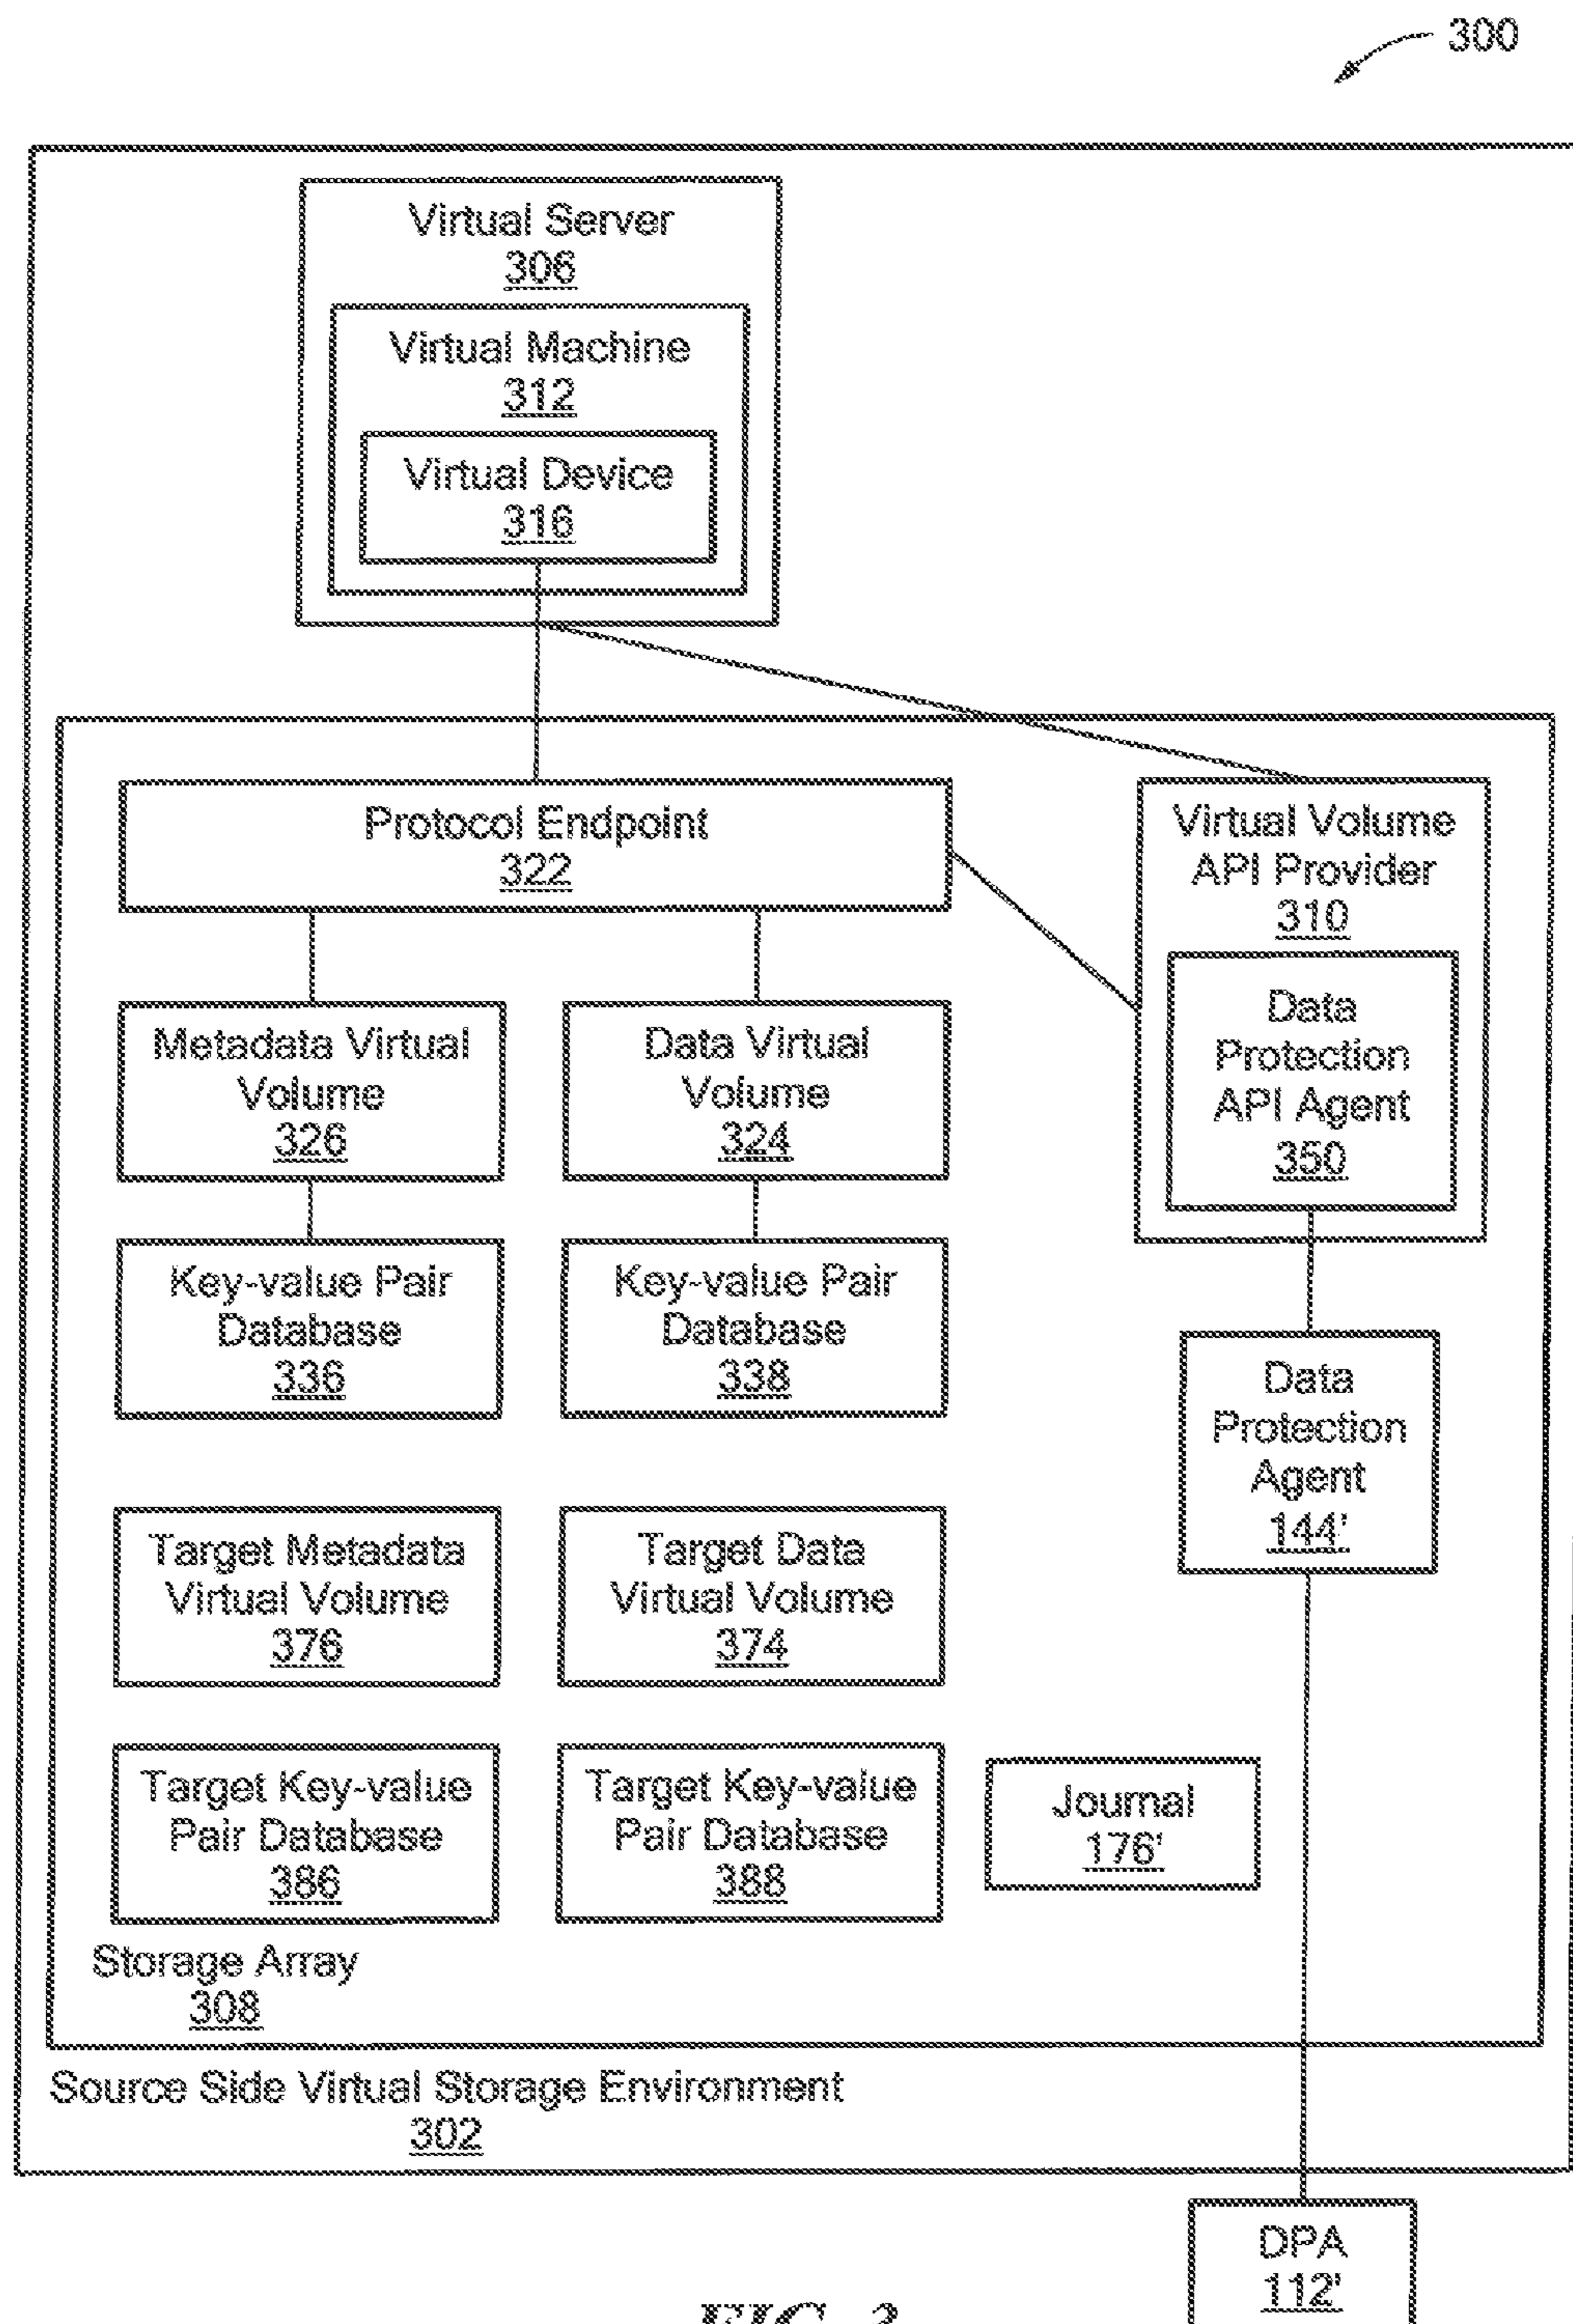 300
Virtual Server
306
Virtual Machine
312
Virtual Device
316
Protocol Endpoint
322
Virtual Volume
API Provider
310
Data
Protection
API Agent
350
Metadata Virtual
Volume
326
Data Virtual
Volume
324
Key-value Pair
Database
336
Key-value Pair
Database
338
Data
Protection
Agent
144'
Target Metadata
Virtual Volume
376
Target Data
Virtual Volume
374
Target Key-value
Pair Database
386
Target Key-value
Pair Database
388
Journal
176'
Storage Array
308
Source Side Virtual Storage Environment
302
DPA
112'
FIG. 3